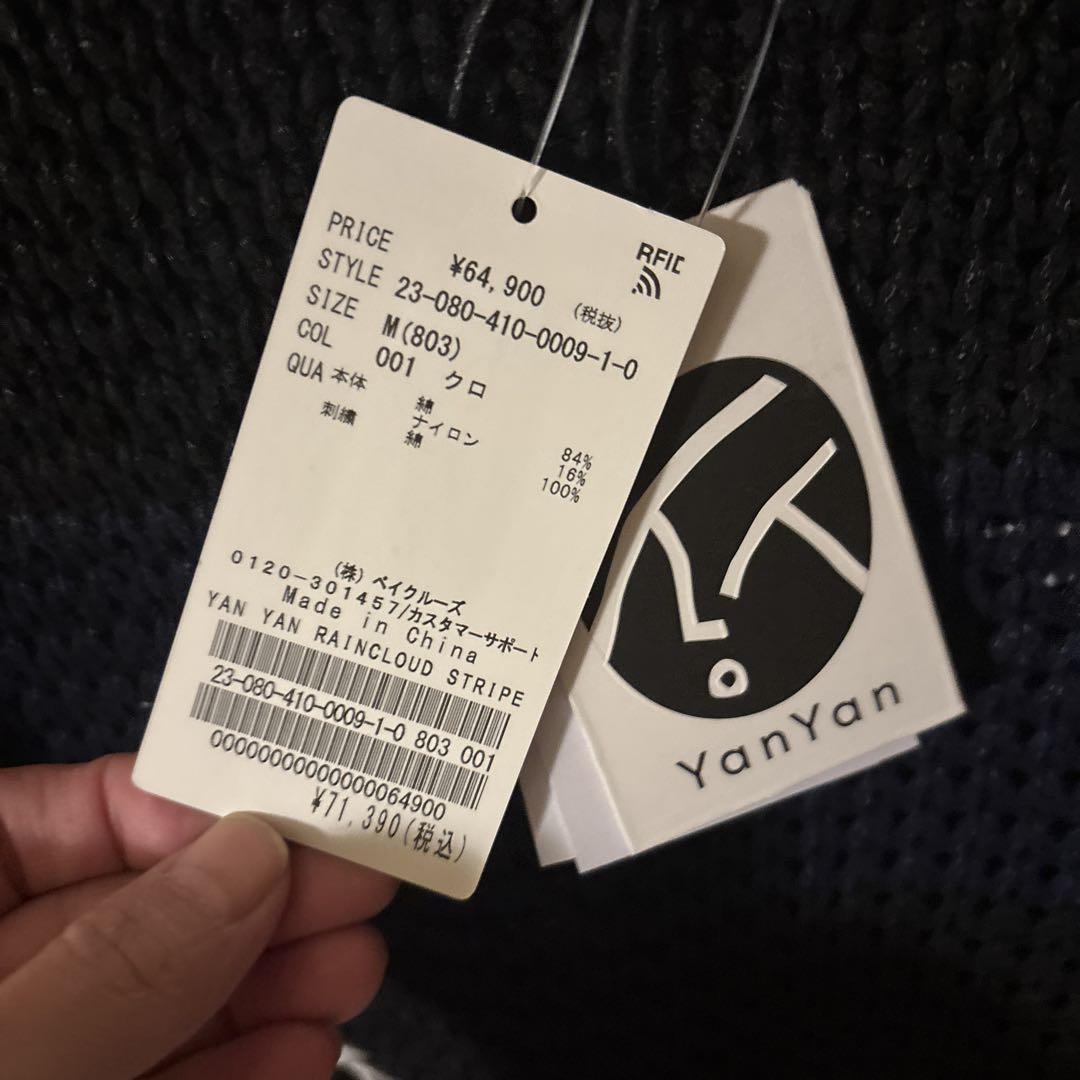 RFID
PRICE ¥64,900 (税抜)
STYLE 23-080-410-0009-1-0
SIZE M(803)
COL 001 クロ
QUA 本体 綿 84%
ナイロン 16%
刺繍 綿 100%
(株) ベイクルーズ
0120-301457/カスタマーサポート
Made in China
YAN YAN RAINCLOUD STRIPE
23-080-410-0009-1-0 803 001
0000000000000064900
¥71,390(税込)
YanYan